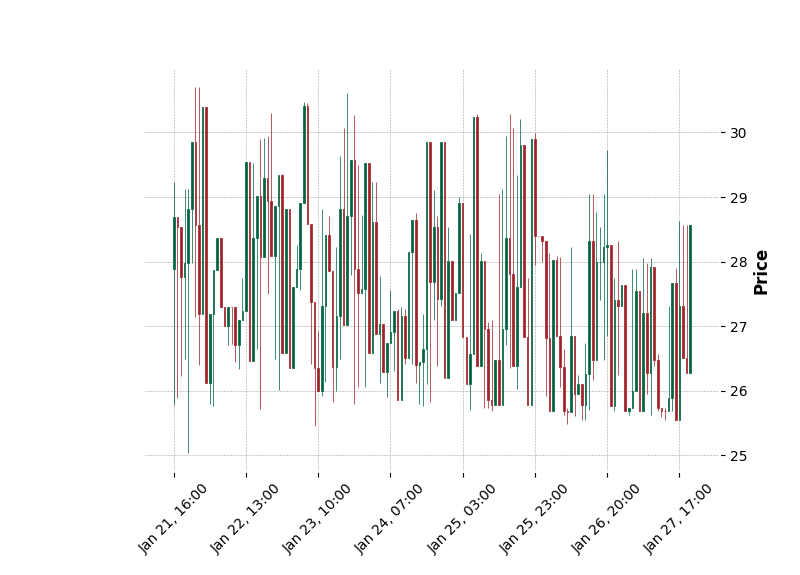 30
29
28
27
26
25
Price
Jan 21, 16:00
Jan 22, 13:00
Jan 23, 10:00
Jan 24, 07:00
Jan 25, 03:00
Jan 25, 23:00
Jan 26, 20:00
Jan 27, 17:00